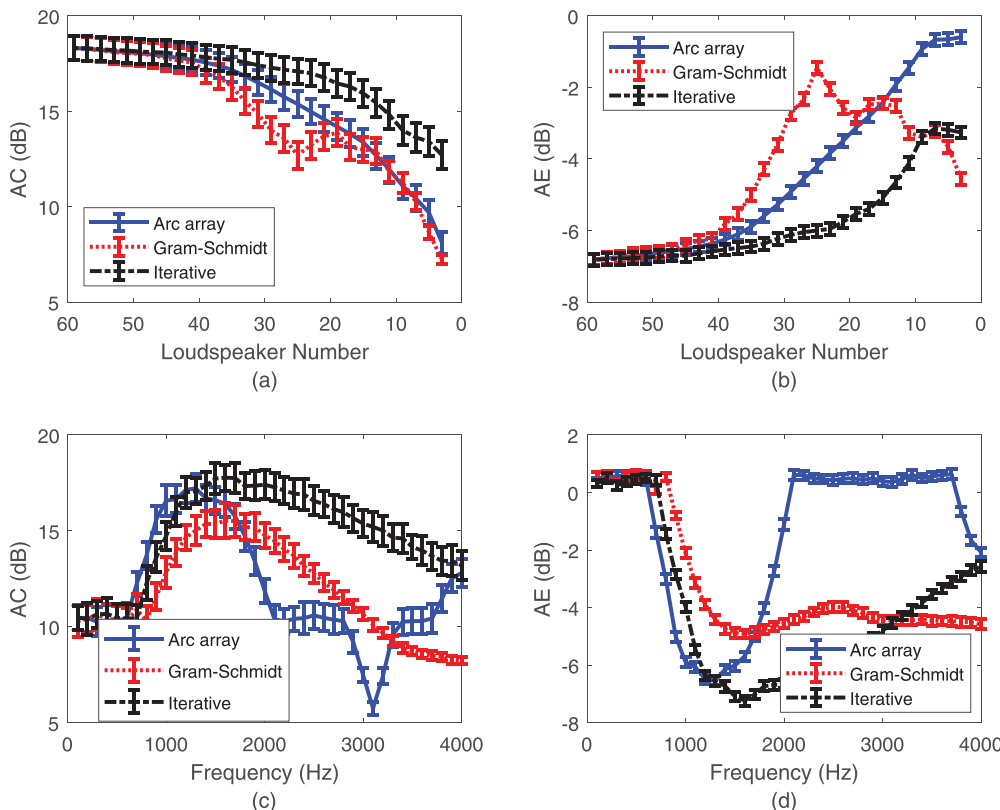 20
15
10
5
AC (dB)
Arc array
Gram-Schmidt
Iterative
60 50 40 30 20 10 0
Loudspeaker Number
(a)
0
-2
-4
-6
-8
AE (dB)
Arc array
Gram-Schmidt
Iterative
60 50 40 30 20 10 0
Loudspeaker Number
(b)
20
15
10
5
AC (dB)
Arc array
Gram-Schmidt
Iterative
0 1000 2000 3000 4000
Frequency (Hz)
(c)
2
0
-2
-4
-6
-8
AE (dB)
Arc array
Gram-Schmidt
Iterative
0 1000 2000 3000 4000
Frequency (Hz)
(d)